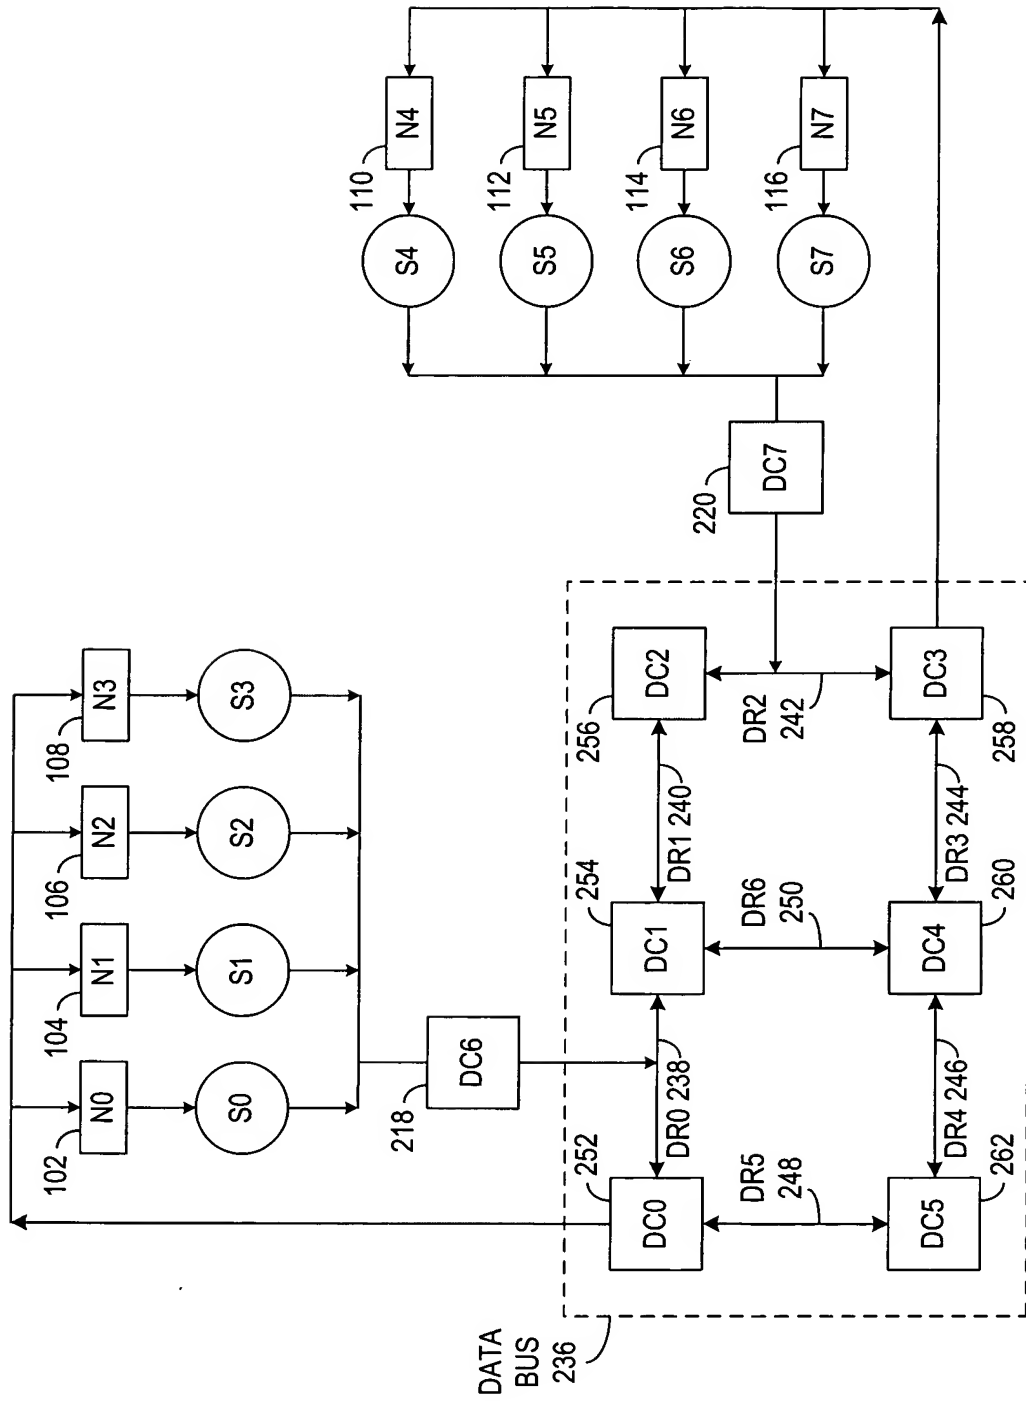 102
104
106
108
N0
N1
N2
N3
S0
S1
S2
S3
218
DC6
110
S4
N4
112
S5
N5
114
S6
N6
116
S7
N7
220
DC7
DATA
BUS
236
252
254
256
DC0
DC1
DC2
DR0 238
DR1 240
DR5
248
DR6
250
DR2
242
DR4 246
DR3 244
DC5
DC4
DC3
262
260
258